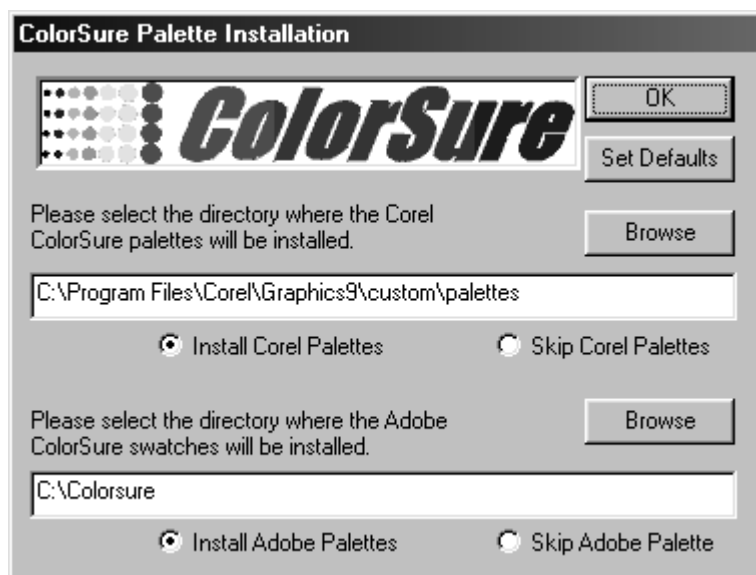 ColorSure Palette Installation
ColorSure
OK
Set Defaults
Please select the directory where the Corel
ColorSure palettes will be installed.
Browse
C:\Program Files\Corel\Graphics9\custom\palettes
Install Corel Palettes
Skip Corel Palettes
Please select the directory where the Adobe
ColorSure swatches will be installed.
Browse
C:\Colorsure
Install Adobe Palettes
Skip Adobe Palette